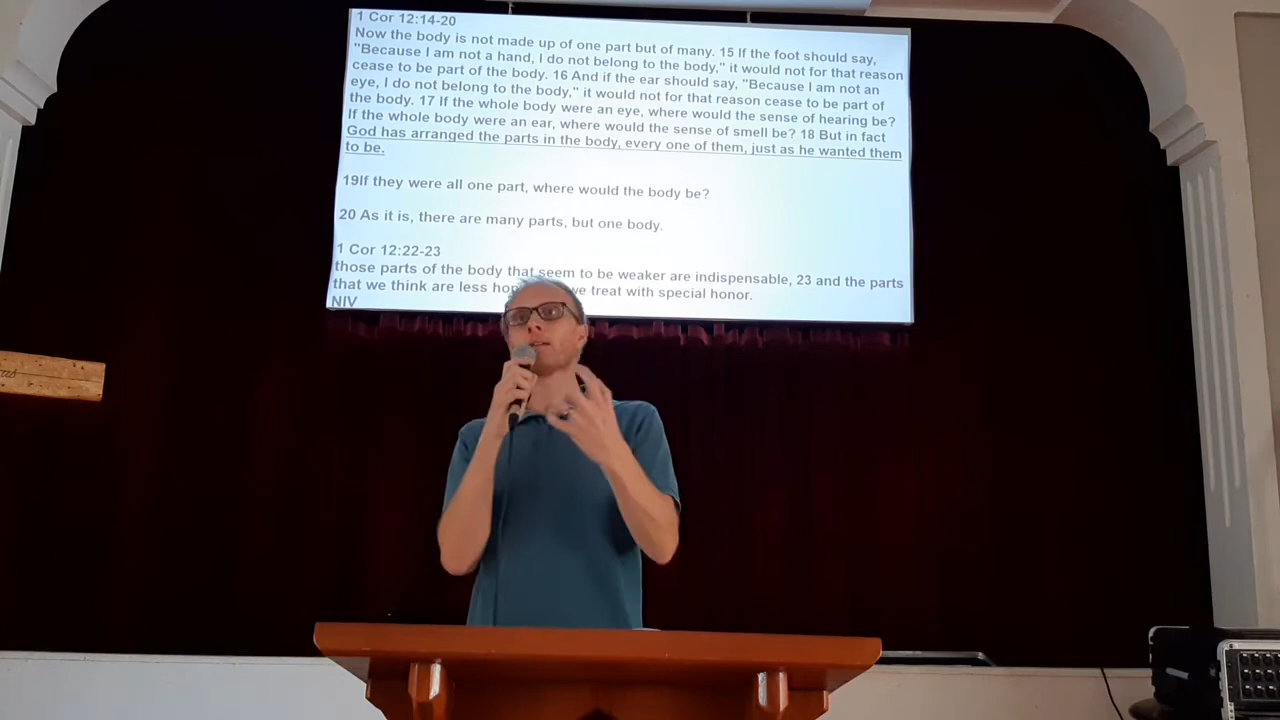 1 Cor 12:14-20
Now the body is not made up of one part but of many. 15 If the foot should say,
"Because I am not a hand, I do not belong to the body," it would not for that reason
cease to be part of the body. 16 And if the ear should say, "Because I am not an
eye, I do not belong to the body," it would not for that reason cease to be part of
the body. 17 If the whole body were an eye, where would the sense of hearing be?
If the whole body were an ear, where would the sense of smell be? 18 But in fact
God has arranged the parts in the body, every one of them, just as he wanted them
to be.
19If they were all one part, where would the body be?
20 As it is, there are many parts, but one body.
1 Cor 12:22-23
those parts of the body that seem to be weaker are indispensable, 23 and the parts
that we think are less we treat with special honor.
NIV